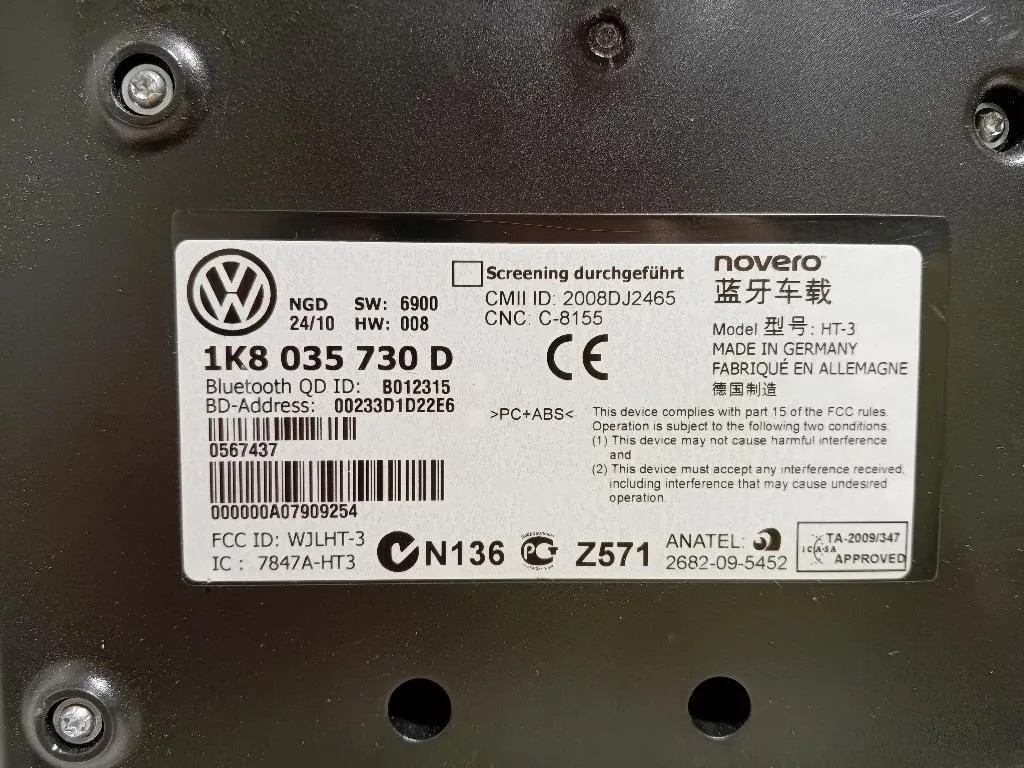 NGD SW: 6900
24/10 HW: 008
1K8 035 730 D
Bluetooth QD ID: B012315
BD-Address: 00233D1D22E6
0567437
000000A07909254
FCC ID: WJLHT-3
IC : 7847A-HT3
Screening durchgeführt
CMII ID: 2008DJ2465
CNC: C-8155
CE
>PC+ABS<
novero
蓝牙车载
Model 型号: HT-3
MADE IN GERMANY
FABRIQUÉ EN ALLEMAGNE
德国制造
This device complies with part 15 of the FCC rules.
Operation is subject to the following two conditions:
(1) This device may not cause harmful interference
and
(2) This device must accept any interference received,
including interference that may cause undesired
operation.
N136
Z571
ANATEL:
2682-09-5452
ICASA
TA-2009/347
APPROVED